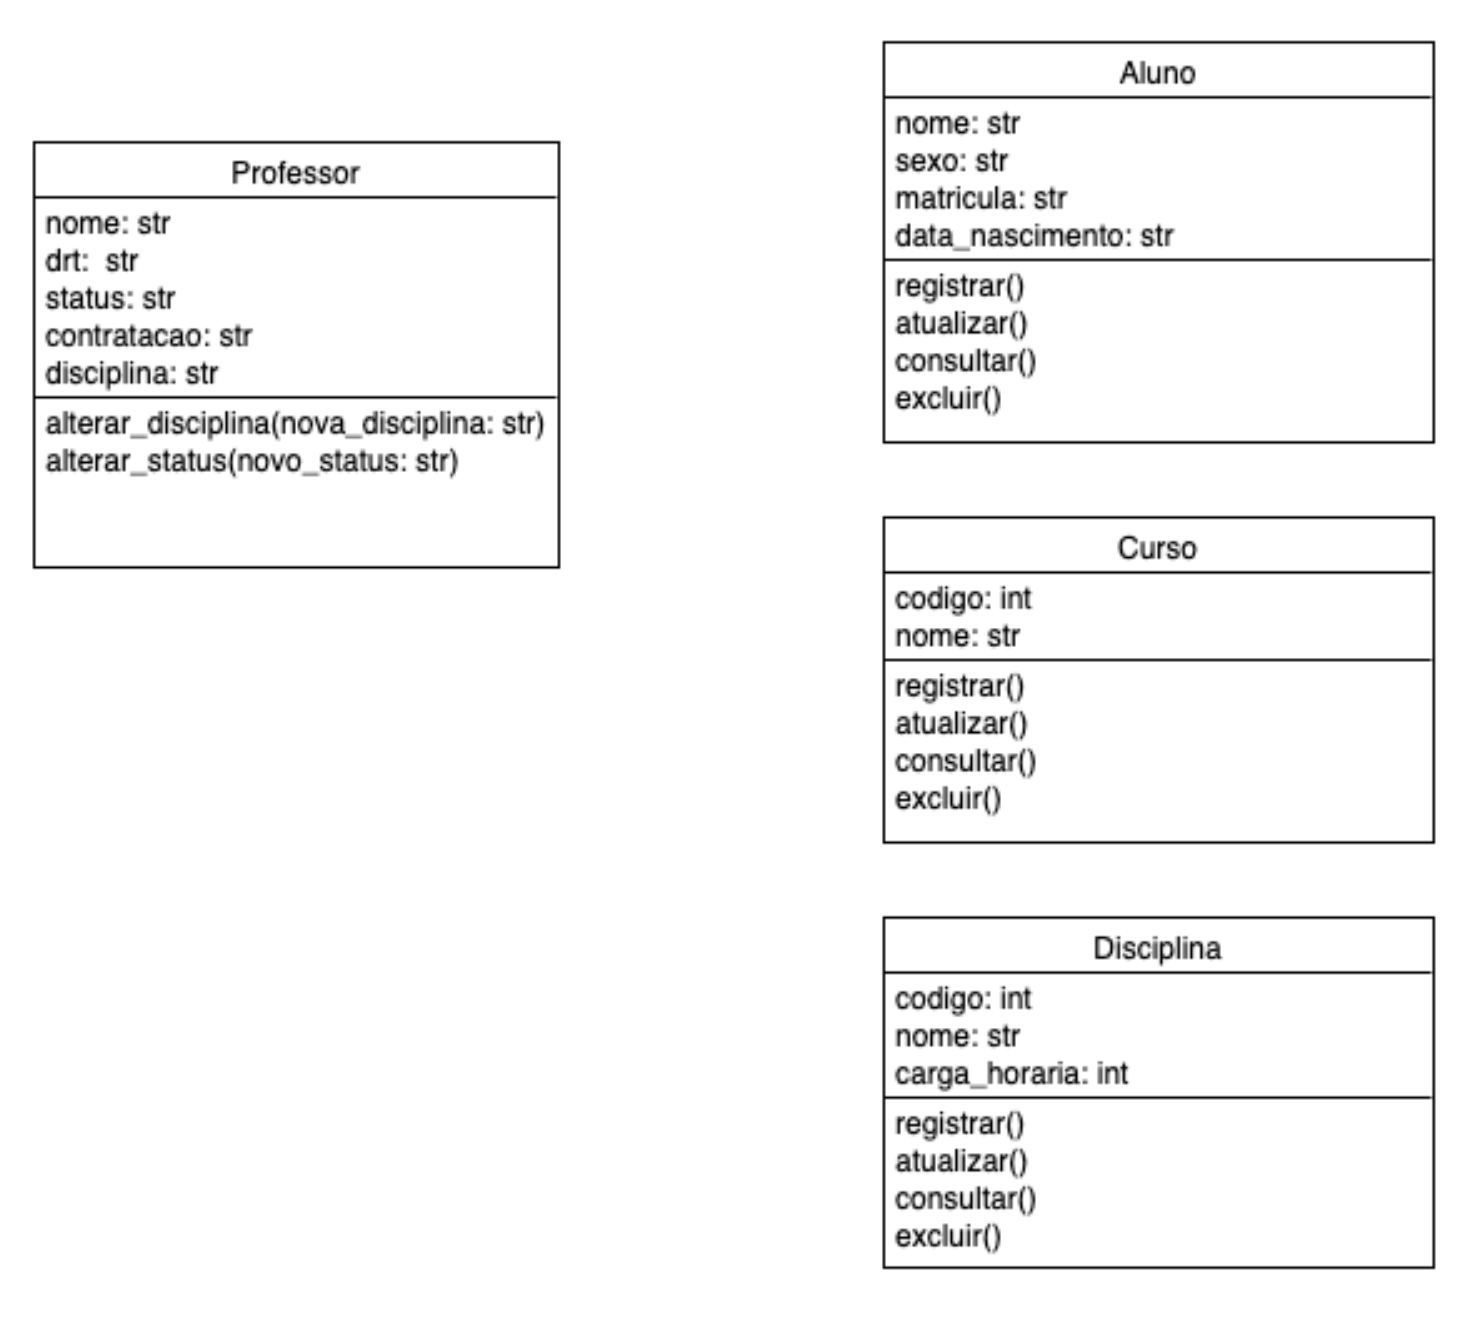 Professor
nome: str
drt:  str
status: str
contratacao: str
disciplina: str
alterar_disciplina(nova_disciplina: str)
alterar_status(novo_status: str)
Aluno
nome: str
sexo: str
matricula: str
data_nascimento: str
registrar()
atualizar()
consultar()
excluir()
Curso
codigo: int
nome: str
registrar()
atualizar()
consultar()
excluir()
Disciplina
codigo: int
nome: str
carga_horaria: int
registrar()
atualizar()
consultar()
excluir()